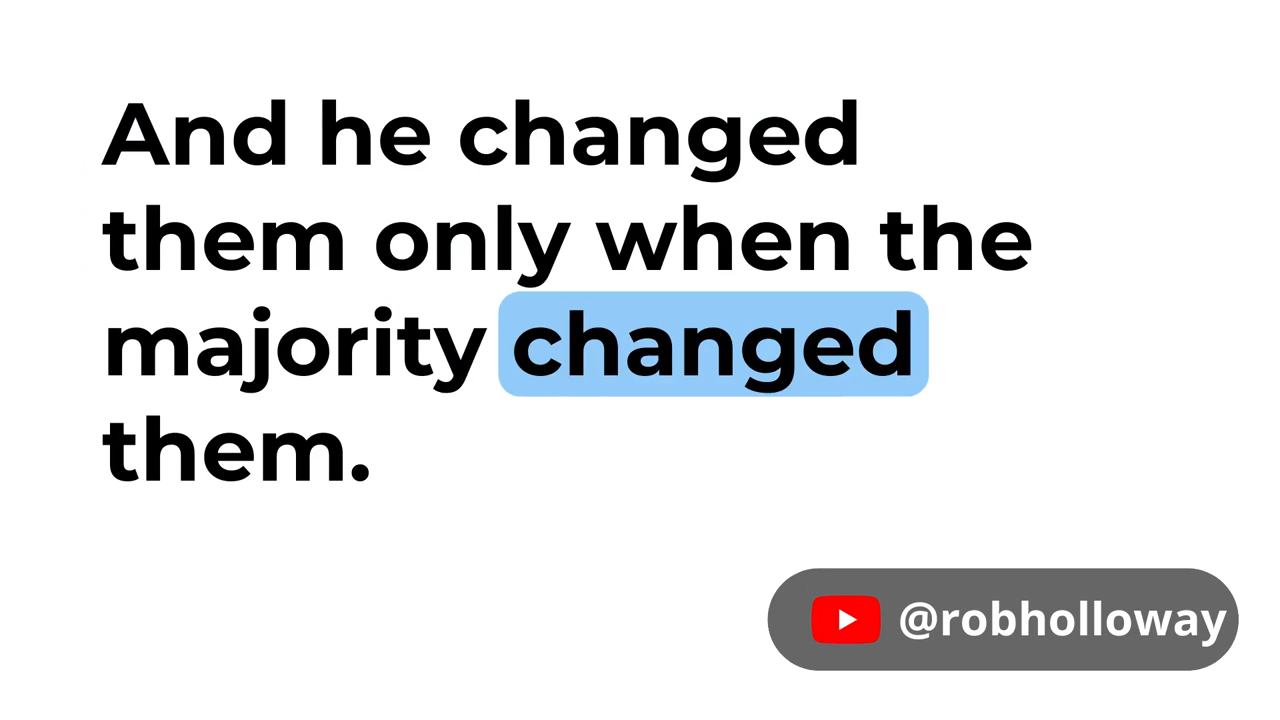 And he changed
them only when the
majority changed
them.
@robholloway